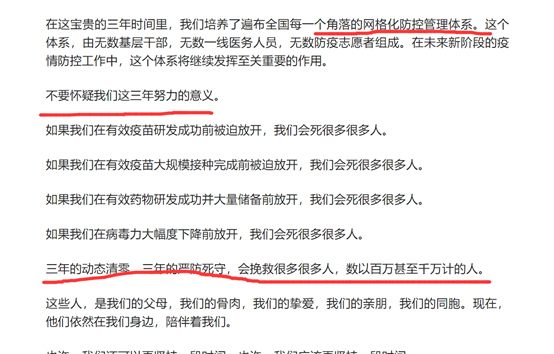 在这宝贵的三年时间里，我们培养了遍布全国每一个角落的网格化防控管理体系。这个
体系，由无数基层干部，无数一线医务人员，无数防疫志愿者组成。在未来新阶段的疫
情防控工作中，这个体系将继续发挥至关重要的作用。
不要怀疑我们这三年努力的意义。
如果我们在有效疫苗研发成功前被迫放开，我们会死很多很多人。
如果我们在有效疫苗大规模接种完成前被迫放开，我们会死很多很多人。
如果我们在有效药物研发成功并大量储备前放开，我们会死很多很多人。
如果我们在病毒力大幅度下降前放开，我们会死很多很多人。
三年的动态清零，三年的严防死守，会挽救很多很多人，数以百万甚至千万计的人。
这些人，是我们的父母，我们的骨肉，我们的挚爱，我们的亲朋，我们的同胞。现在，
他们依然在我们身边，陪伴着我们。